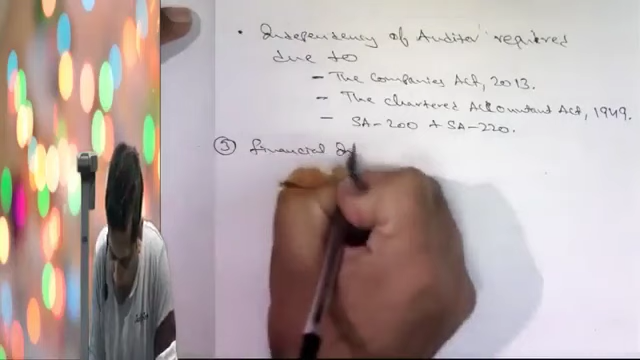 • Independency of Auditor required
due to
– The Companies Act, 2013.
– The Chartered Accountant Act, 1949.
– SA-200 + SA-220.
③ Financial